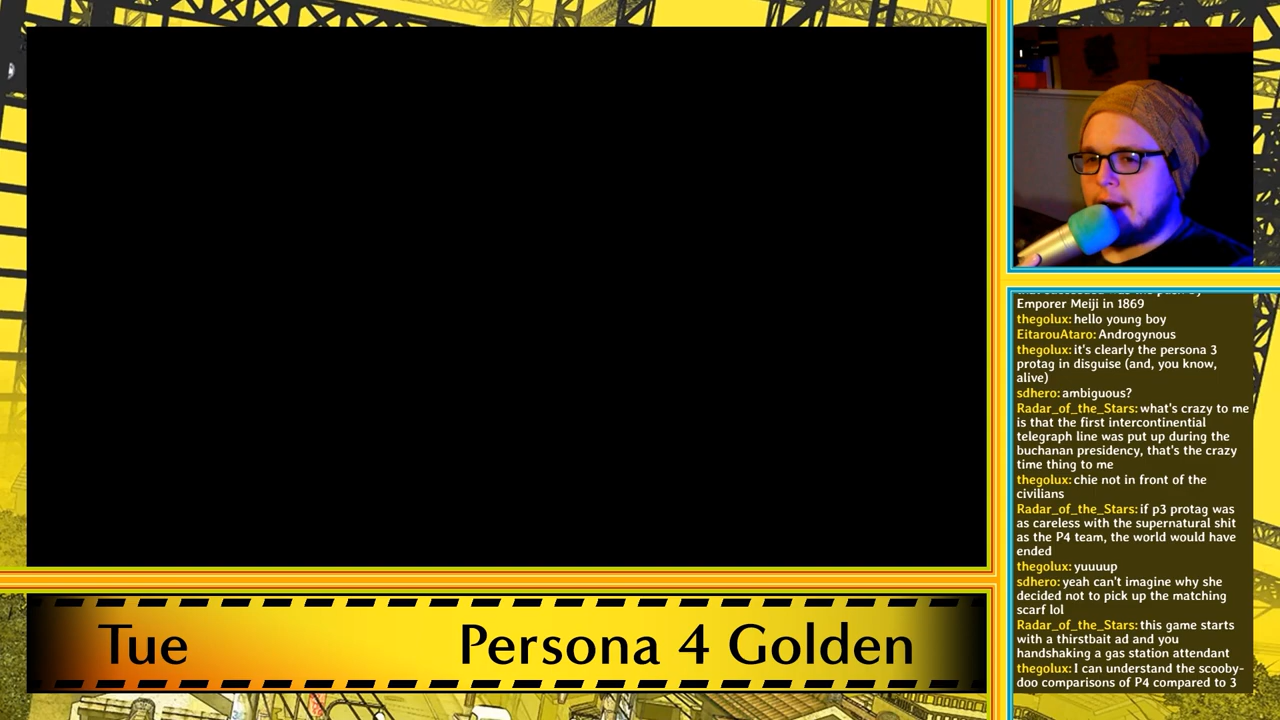 Emporer Meiji in 1869
thegolux: hello young boy
EitarouAtaro: Androgynous
thegolux: it's clearly the persona 3
protag in disguise (and, you know,
alive)
sdhero: ambiguous?
Radar_of_the_Stars: what's crazy to me
is that the first intercontinential
telegraph line was put up during the
buchanan presidency, that's the crazy
time thing to me
thegolux: chie not in front of the
civilians
Radar_of_the_Stars: if p3 protag was
as careless with the supernatural shit
as the P4 team, the world would have
ended
thegolux: yuuuup
sdhero: yeah can't imagine why she
decided not to pick up the matching
scarf lol
Radar_of_the_Stars: this game starts
with a thirstbait ad and you
handshaking a gas station attendant
thegolux: I can understand the scooby-
doo comparisons of P4 compared to 3
Tue
Persona 4 Golden